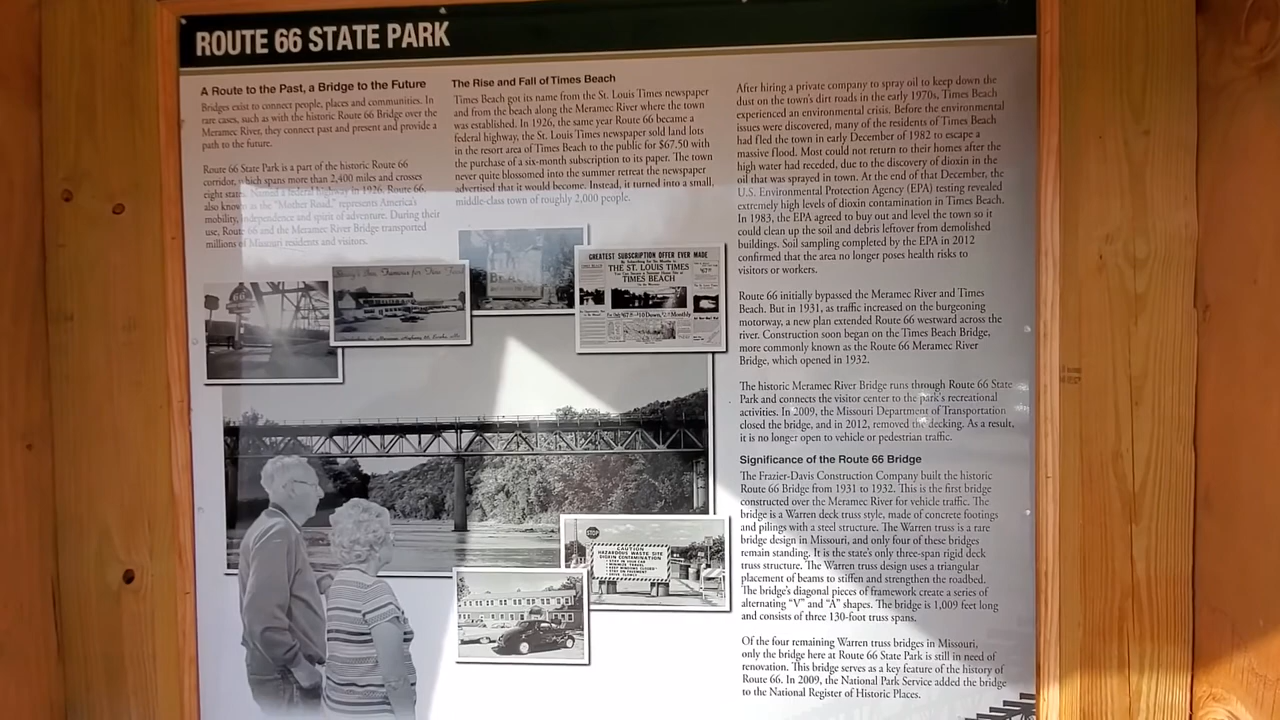 ROUTE 66 STATE PARK
A Route to the Past, a Bridge to the Future
Bridges exist to connect people, places and communities. In
rare cases, such as with the historic Route 66 Bridge over the
Meramec River, they connect past and present and provide a
path to the future.
Route 66 State Park is a part of the historic Route 66
corridor, which spans more than 2,400 miles and crosses
eight states. Named a federal highway in 1926, Route 66,
also known as the "Mother Road," represents America's
mobility, independence and spirit of adventure. During their
use, Route 66 and the Meramec River Bridge transported
millions of Missouri residents and visitors.
The Rise and Fall of Times Beach
Times Beach got its name from the St. Louis Times newspaper
and from the beach along the Meramec River where the town
was established. In 1926, the same year Route 66 became a
federal highway, the St. Louis Times newspaper sold land lots
in the resort area of Times Beach to the public for $67.50 with
the purchase of a six-month subscription to its paper. The town
never quite blossomed into the summer retreat the newspaper
advertised that it would become. Instead, it turned into a small,
middle-class town of roughly 2,000 people.
66
BEACH
GREATEST SUBSCRIPTION OFFER EVER MADE
THE ST. LOUIS TIMES
TIMES BEACH
STOP
CAUTION
HAZARDOUS WASTE SITE
DIOXIN CONTAMINATION
• STAY IN YOUR CAR
• MINIMIZE TRAVEL
• KEEP WINDOWS CLOSED
• STAY ON PAVEMENT
• DRIVE SLOWLY
After hiring a private company to spray oil to keep down the
dust on the town's dirt roads in the early 1970s, Times Beach
experienced an environmental crisis. Before the environmental
issues were discovered, many of the residents of Times Beach
had fled the town in early December of 1982 to escape a
massive flood. Most could not return to their homes after the
high water had receded, due to the discovery of dioxin in the
oil that was sprayed in town. At the end of that December, the
U.S. Environmental Protection Agency (EPA) testing revealed
extremely high levels of dioxin contamination in Times Beach.
In 1983, the EPA agreed to buy out and level the town so it
could clean up the soil and debris leftover from demolished
buildings. Soil sampling completed by the EPA in 2012
confirmed that the area no longer poses health risks to
visitors or workers.
Route 66 initially bypassed the Meramec River and Times
Beach. But in 1931, as traffic increased on the burgeoning
motorway, a new plan extended Route 66 westward across the
river. Construction soon began on the Times Beach Bridge,
more commonly known as the Route 66 Meramec River
Bridge, which opened in 1932.
The historic Meramec River Bridge runs through Route 66 State
Park and connects the visitor center to the park's recreational
activities. In 2009, the Missouri Department of Transportation
closed the bridge, and in 2012, removed the decking. As a result,
it is no longer open to vehicle or pedestrian traffic.
Significance of the Route 66 Bridge
The Frazier-Davis Construction Company built the historic
Route 66 Bridge from 1931 to 1932. This is the first bridge
constructed over the Meramec River for vehicle traffic. The
bridge is a Warren deck truss style, made of concrete footings
and pilings with a steel structure. The Warren truss is a rare
bridge design in Missouri, and only four of these bridges
remain standing. It is the state's only three-span rigid deck
truss structure. The Warren truss design uses a triangular
placement of beams to stiffen and strengthen the roadbed.
The bridge's diagonal pieces of framework create a series of
alternating "V" and "A" shapes. The bridge is 1,009 feet long
and consists of three 130-foot truss spans.
Of the four remaining Warren truss bridges in Missouri,
only the bridge here at Route 66 State Park is still in need of
renovation. This bridge serves as a key feature of the history of
Route 66. In 2009, the National Park Service added the bridge
to the National Register of Historic Places.